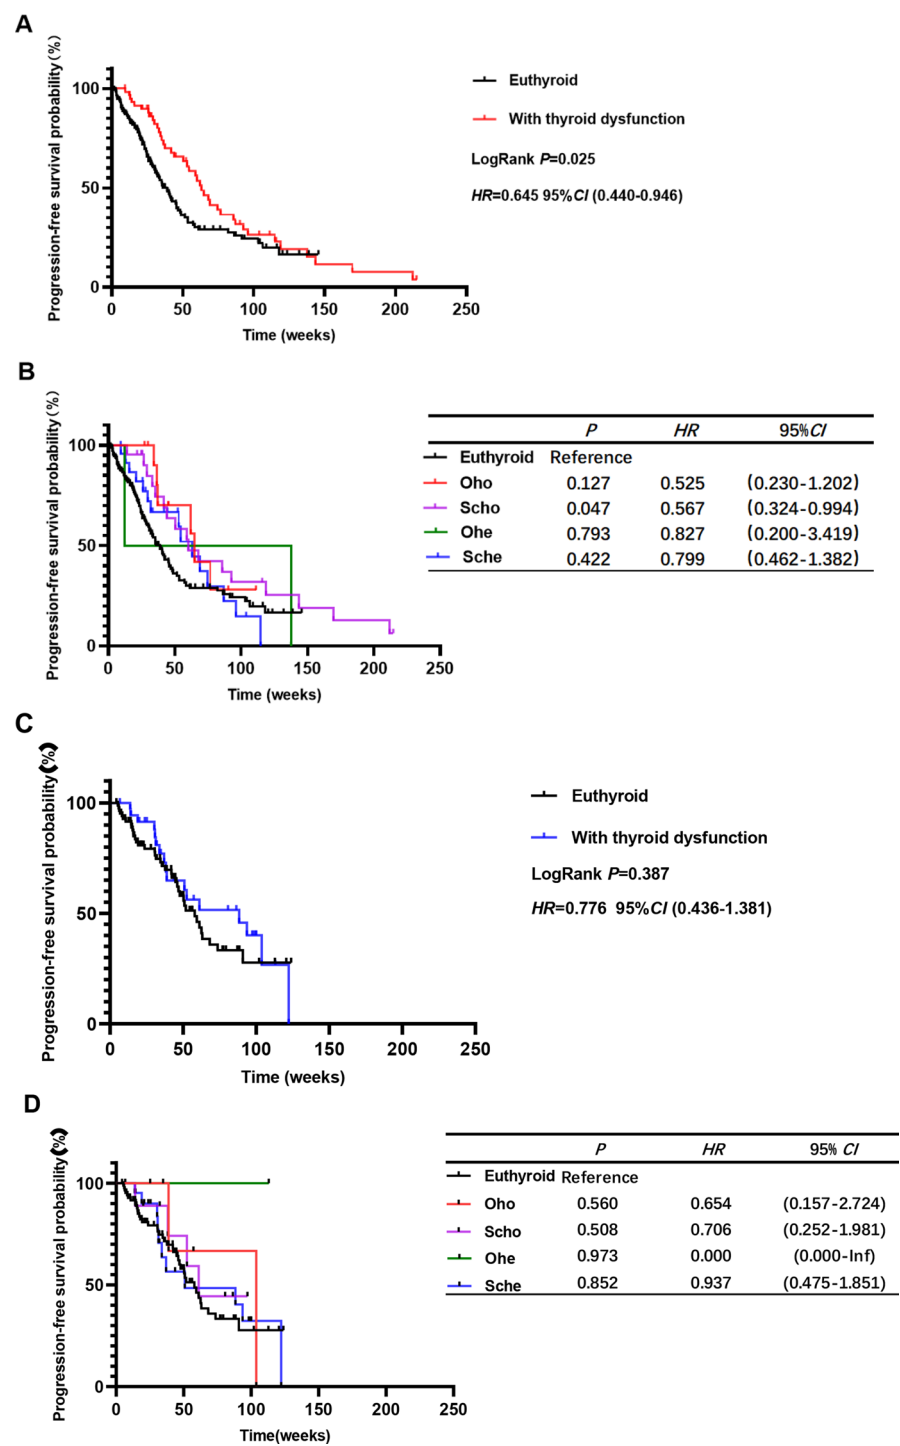 A
Progression-free survival probability(%)
100
50
0
0 50 100 150 200 250
Time (weeks)
Euthyroid
With thyroid dysfunction
LogRank P=0.025
HR=0.645 95%CI (0.440-0.946)
B
Progression-free survival probability(%)
100
50
0
0 50 100 150 200 250
Time (weeks)
P HR 95%CI
Euthyroid Reference
Oho 0.127 0.525 (0.230-1.202)
Scho 0.047 0.567 (0.324-0.994)
Ohe 0.793 0.827 (0.200-3.419)
Sche 0.422 0.799 (0.462-1.382)
C
Progression-free survival probability(%)
100
50
0
0 50 100 150 200 250
Time (weeks)
Euthyroid
With thyroid dysfunction
LogRank P=0.387
HR=0.776 95%CI (0.436-1.381)
D
Progression-free survival probability(%)
100
50
0
0 50 100 150 200 250
Time(weeks)
P HR 95% CI
Euthyroid Reference
Oho 0.560 0.654 (0.157-2.724)
Scho 0.508 0.706 (0.252-1.981)
Ohe 0.973 0.000 (0.000-Inf)
Sche 0.852 0.937 (0.475-1.851)